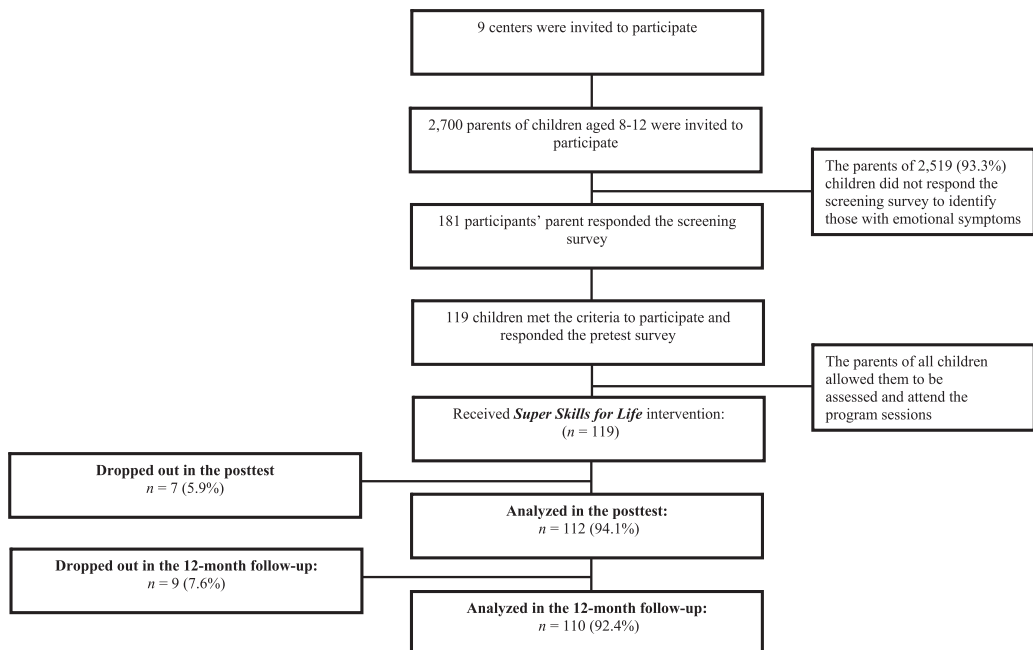 9 centers were invited to participate
2,700 parents of children aged 8-12 were invited to
participate
The parents of 2,519 (93.3%)
children did not respond the
screening survey to identify
those with emotional symptoms
181 participants’ parent responded the screening
survey
119 children met the criteria to participate and
responded the pretest survey
The parents of all children
allowed them to be
assessed and attend the
program sessions
Received Super Skills for Life intervention:
(n = 119)
Dropped out in the posttest
n = 7 (5.9%)
Analyzed in the posttest:
n = 112 (94.1%)
Dropped out in the 12-month follow-up:
n = 9 (7.6%)
Analyzed in the 12-month follow-up:
n = 110 (92.4%)